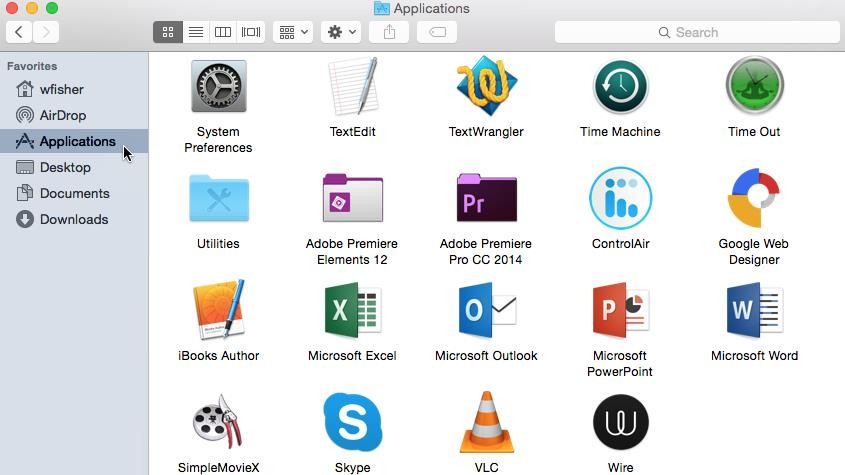 Applications
Search
Favorites
wfisher
AirDrop
Applications
Desktop
Documents
Downloads
System
Preferences
TextEdit
TextWrangler
Time Machine
Time Out
Utilities
Adobe Premiere
Elements 12
Pr
Adobe Premiere
Pro CC 2014
ControlAir
Google Web
Designer
iBooks Author
X
Microsoft Excel
O
Microsoft Outlook
P
Microsoft
PowerPoint
W
Microsoft Word
SimpleMovieX
S
Skype
VLC
W
Wire